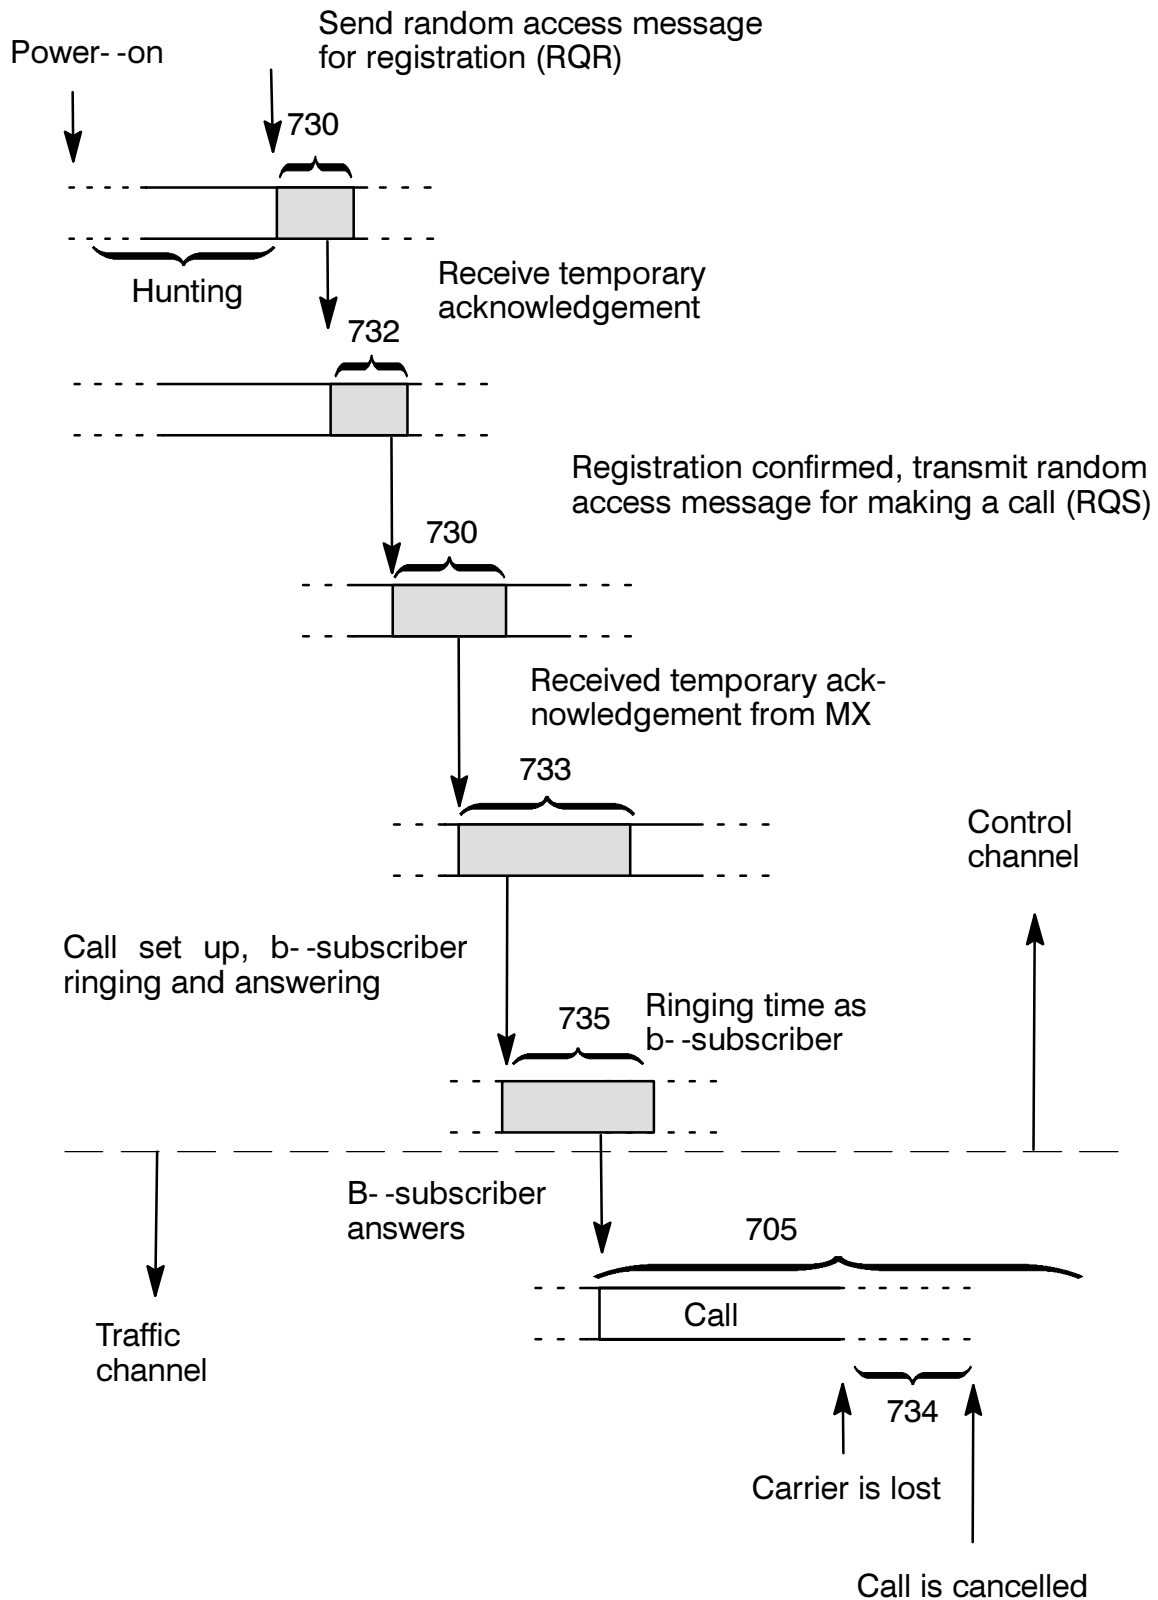 Send random access message
for registration (RQR)
Power- -on
730
Hunting
Receive temporary
acknowledgement
732
Registration confirmed, transmit random
access message for making a call (RQS)
730
Received temporary ack-
nowledgement from MX
733
Control
channel
Call set up, b- -subscriber
ringing and answering
735
Ringing time as
b- -subscriber
B- -subscriber
answers
705
Call
Traffic
channel
734
Carrier is lost
Call is cancelled